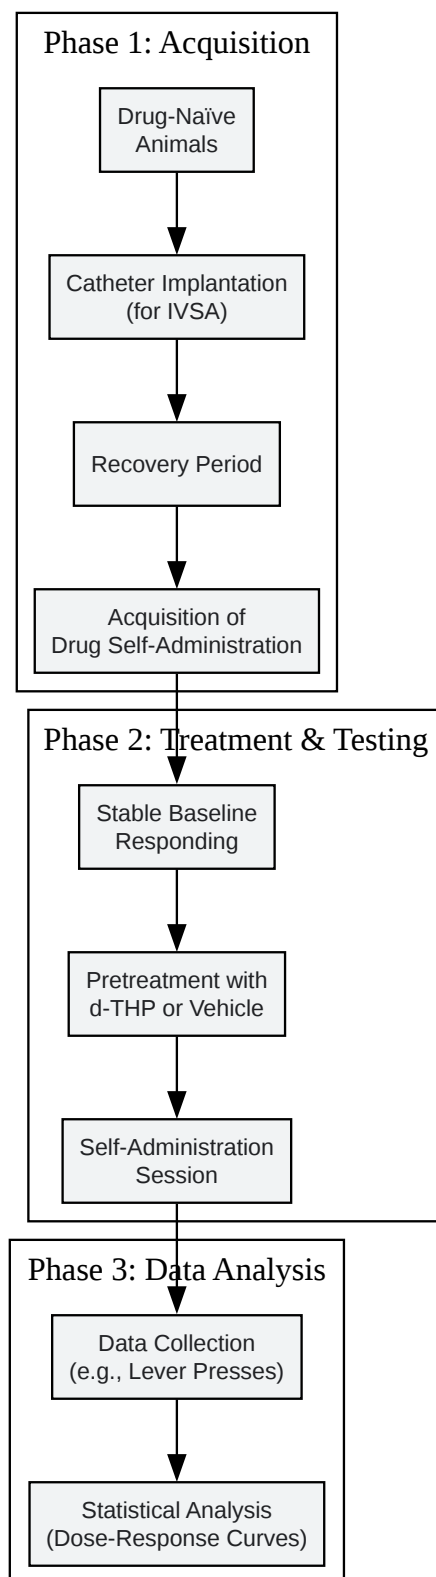 Phase 1: Acquisition
Drug-Naïve
Animals
Catheter Implantation
(for IVSA)
Recovery Period
Acquisition of
Drug Self-Administration
Phase 2: Treatment & Testing
Stable Baseline
Responding
Pretreatment with
d-THP or Vehicle
Self-Administration
Session
Phase 3: Data Analysis
Data Collection
(e.g., Lever Presses)
Statistical Analysis
(Dose-Response Curves)